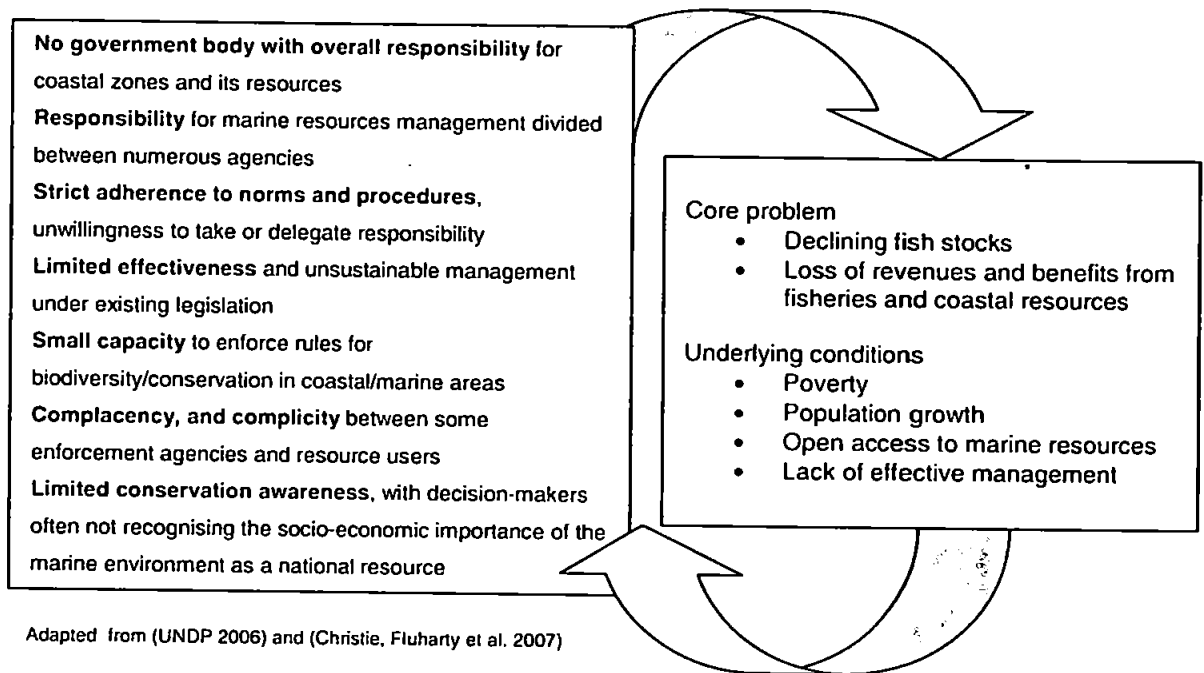 No government body with overall responsibility for
coastal zones and its resources
Responsibility for marine resources management divided
between numerous agencies
Strict adherence to norms and procedures,
unwillingness to take or delegate responsibility
Limited effectiveness and unsustainable management
under existing legislation
Small capacity to enforce rules for
biodiversity/conservation in coastal/marine areas
Complacency, and complicity between some
enforcement agencies and resource users
Limited conservation awareness, with decision-makers
often not recognising the socio-economic importance of the
marine environment as a national resource
Core problem
• Declining fish stocks
• Loss of revenues and benefits from
fisheries and coastal resources
Underlying conditions
• Poverty
• Population growth
• Open access to marine resources
• Lack of effective management
Adapted from (UNDP 2006) and (Christie, Fluharty et al. 2007)